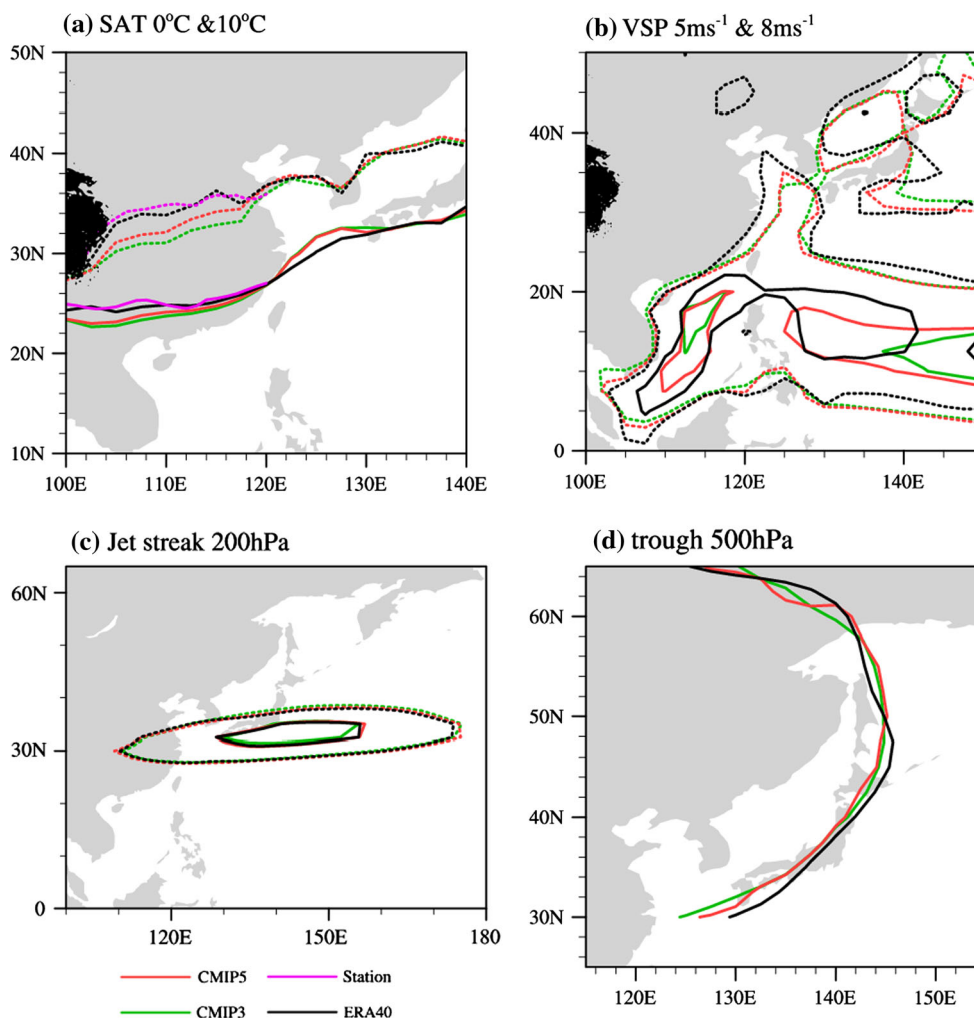 (a) SAT 0°C &10°C
50N
40N
30N
20N
10N
100E 110E 120E 130E 140E
(b) VSP 5ms⁻¹ & 8ms⁻¹
40N
20N
0
100E 120E 140E
(c) Jet streak 200hPa
60N
30N
0
120E 150E 180
(d) trough 500hPa
60N
50N
40N
30N
120E 130E 140E 150E
CMIP5 Station
CMIP3 ERA40